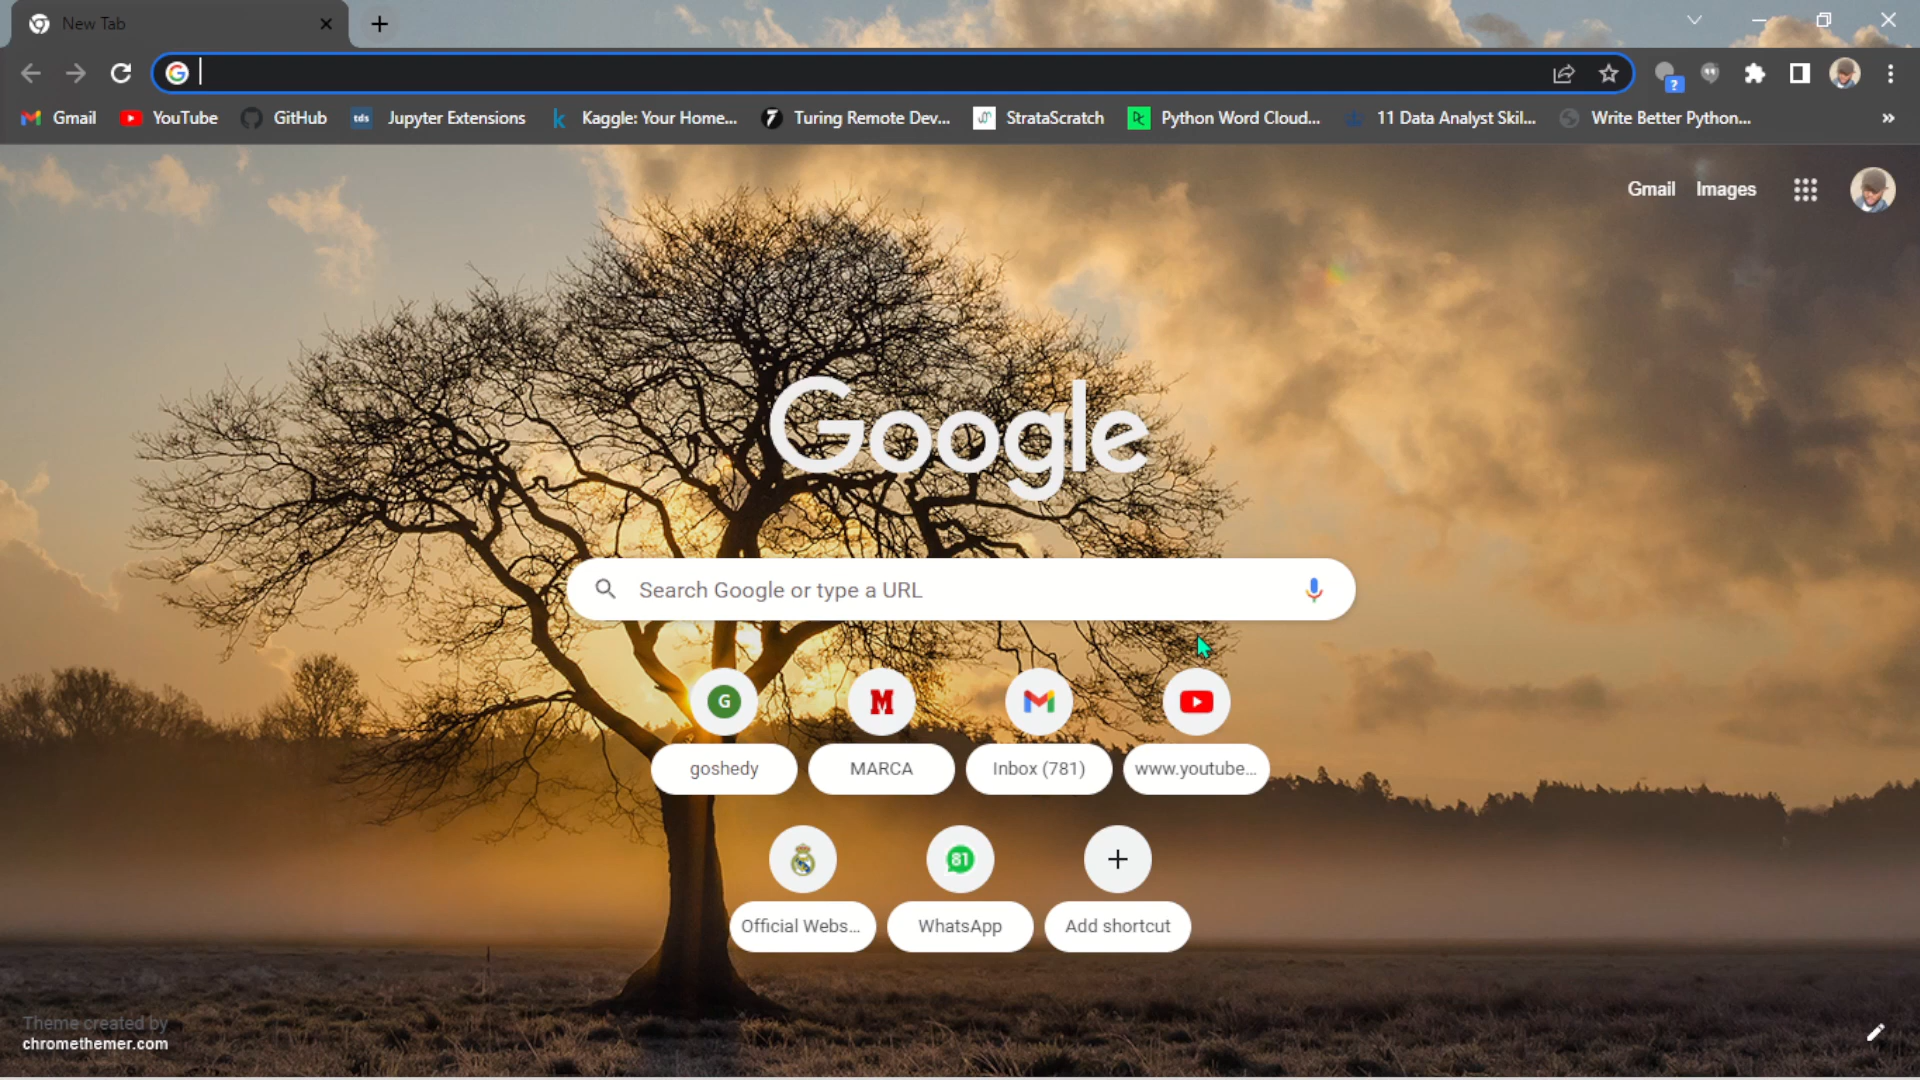 New Tab
Gmail YouTube GitHub tds Jupyter Extensions k Kaggle: Your Home... Turing Remote Dev... StrataScratch Python Word Cloud... 11 Data Analyst Skil... Write Better Python... »
Gmail Images
Google
Search Google or type a URL
G M
goshedy MARCA Inbox (781) www.youtube...
81
Official Webs... WhatsApp Add shortcut
Theme created by
chromethemer.com